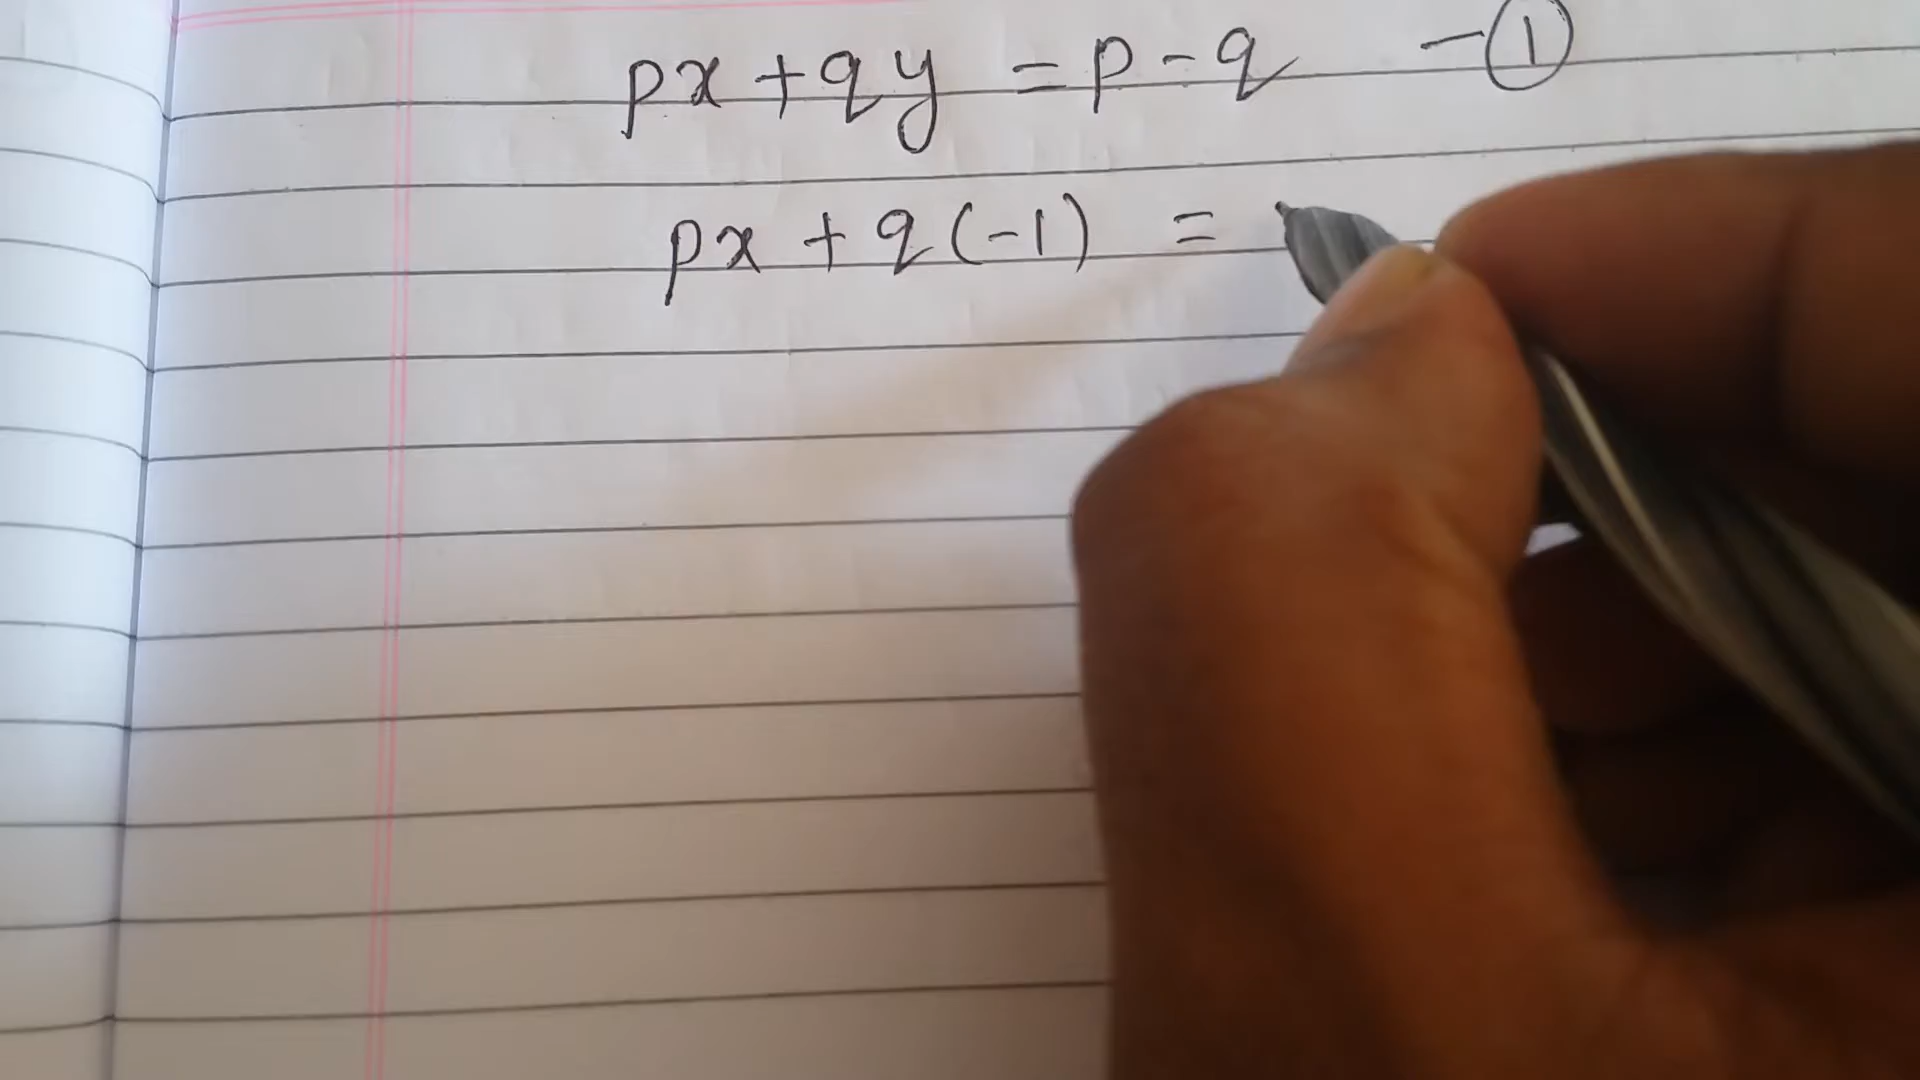 px + qy = p - q - ①
px + q(-1) =